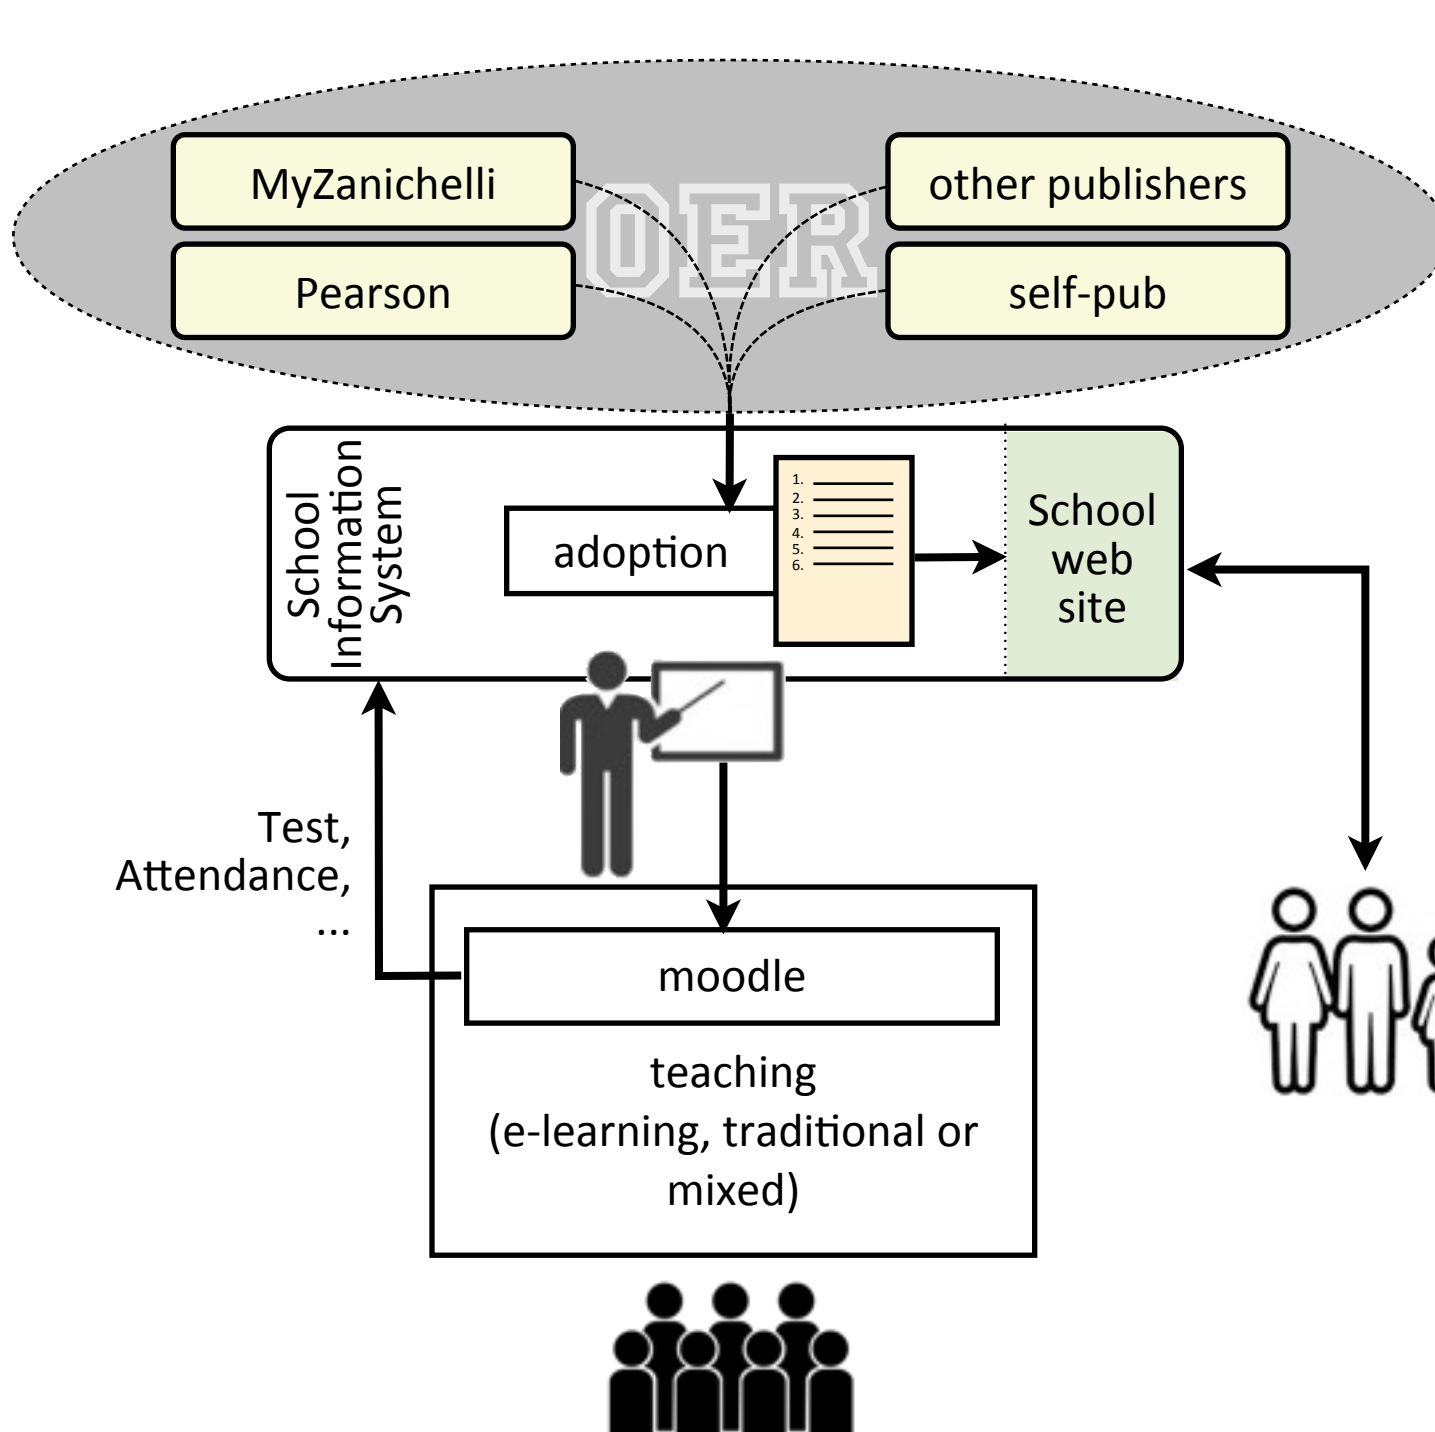 MyZanichelli
other publishers
OER
Pearson
self-pub
School
Information
System
adoption
1.
2.
3.
4.
5.
6.
School
web
site
Test,
Attendance,
...
moodle
teaching
(e-learning, traditional or
mixed)